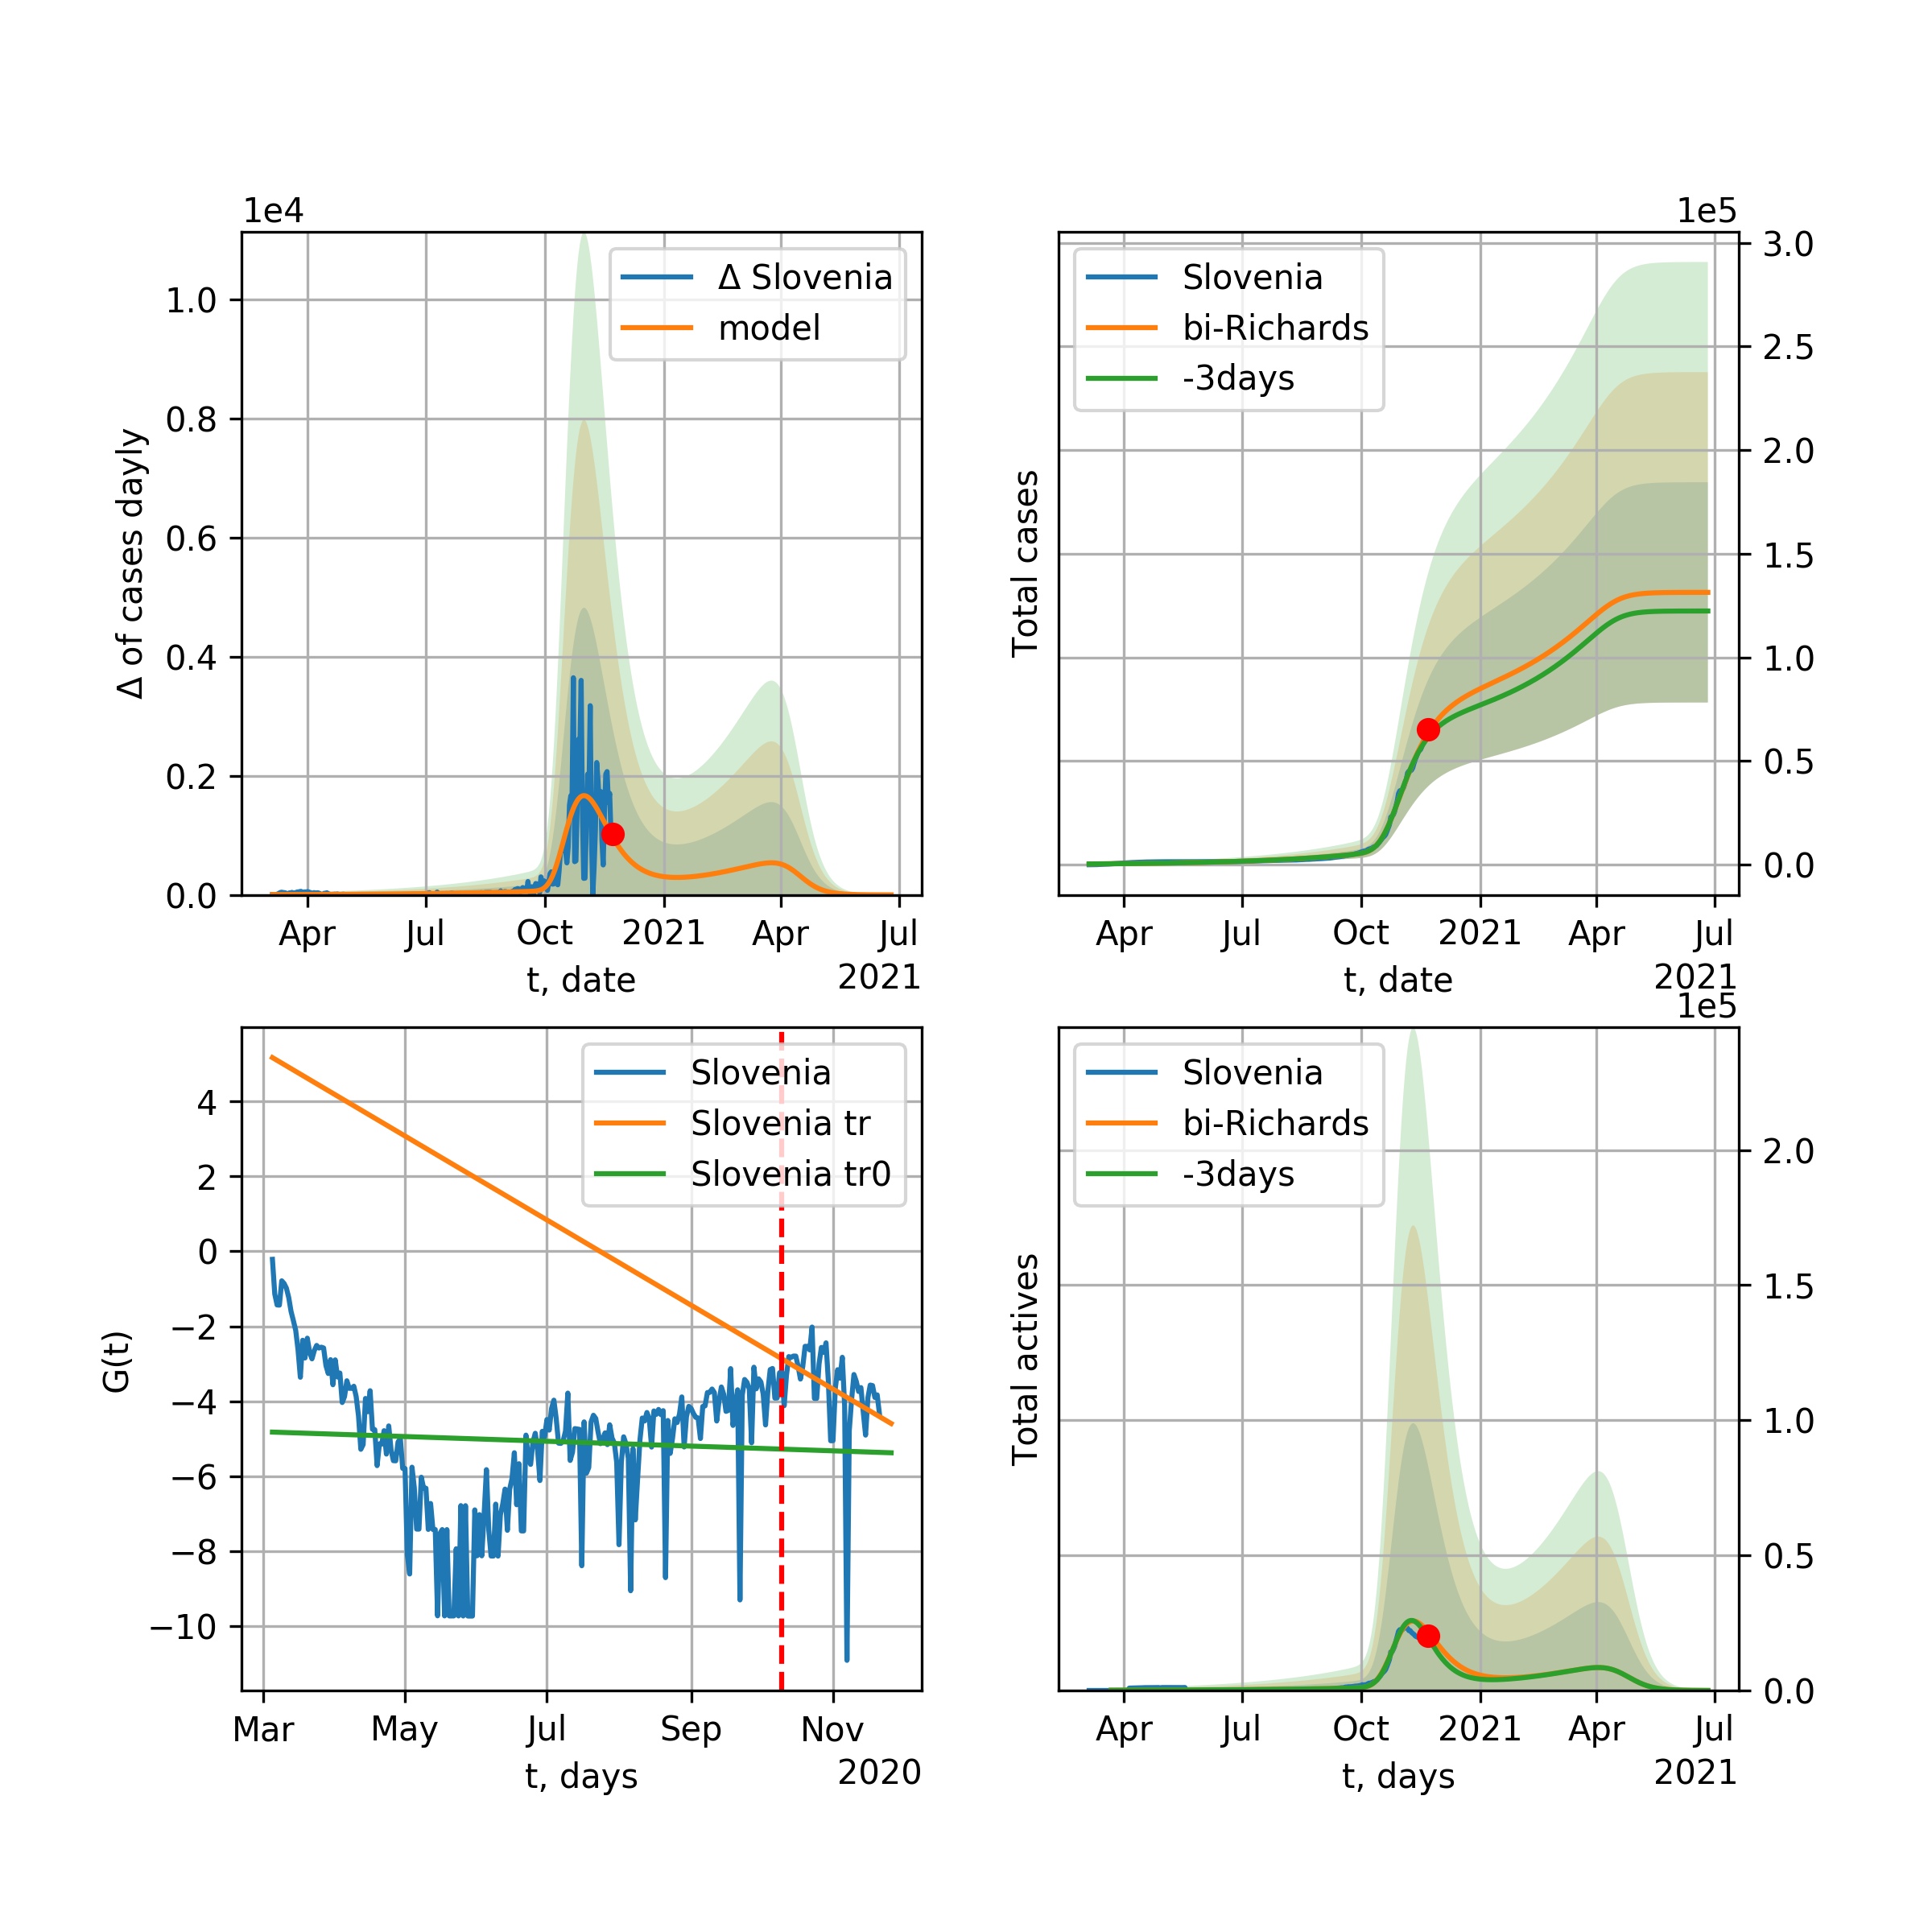 1e4
Δ Slovenia
model
1.0
0.8
0.6
0.4
0.2
0.0
Δ of cases dayly
Apr Jul Oct 2021 Apr Jul
t, date
2021
1e5
Slovenia
bi-Richards
-3days
3.0
2.5
2.0
1.5
1.0
0.5
0.0
Total cases
Apr Jul Oct 2021 Apr Jul
t, date
2021
Slovenia
Slovenia tr
Slovenia tr0
4
2
0
−2
−4
−6
−8
−10
G(t)
Mar May Jul Sep Nov
t, days
2020
1e5
Slovenia
bi-Richards
-3days
2.0
1.5
1.0
0.5
0.0
Total actives
Apr Jul Oct 2021 Apr Jul
t, days
2021